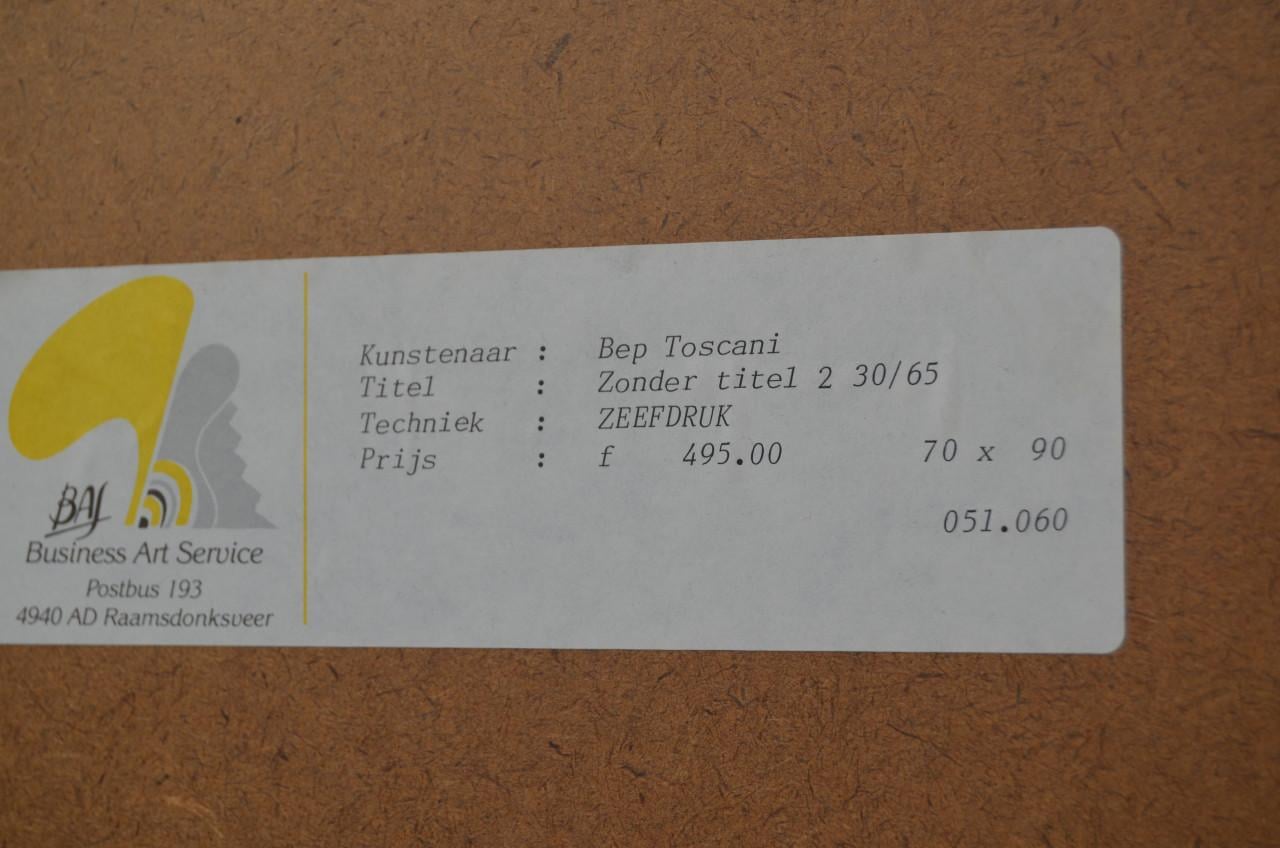 BAS
Business Art Service
Postbus 193
4940 AD Raamsdonksveer
Kunstenaar : Bep Toscani
Titel : Zonder titel 2 30/65
Techniek : ZEEFDRUK
Prijs : f 495.00 70 x 90
051.060